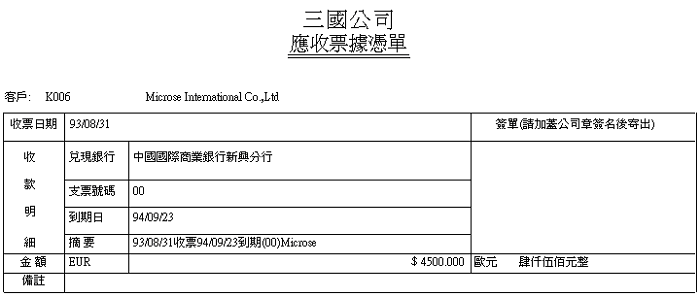 三國公司
應收票據憑單
客戶: K006 Microse International Co.,Ltd
收票日期 93/08/31 簽單(請加蓋公司章簽名後寄出)
收款明細
兌現銀行 中國國際商業銀行新興分行
支票號碼 00
到期日 94/09/23
摘要 93/08/31收票94/09/23到期(00)Microse
金額 EUR $ 4500.000 歐元 肆仟伍佰元整
備註